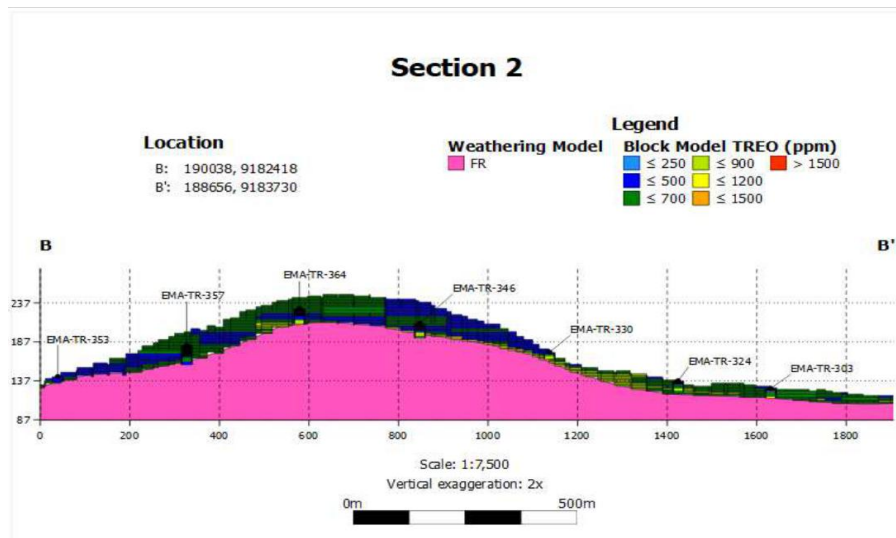 Section 2
Location
B: 190038, 9182418
B': 188656, 9183730
Legend
Weathering Model
FR
Block Model TREO (ppm)
≤ 250
≤ 900
> 1500
≤ 500
≤ 1200
≤ 700
≤ 1500
B
B'
EMA-TR-364
EMA-TR-346
EMA-TR-357
EMA-TR-353
EMA-TR-330
EMA-TR-324
EMA-TR-303
237
187
137
87
0
200
400
600
800
1000
1200
1400
1600
1800
Scale: 1:7,500
Vertical exaggeration: 2x
0m
500m